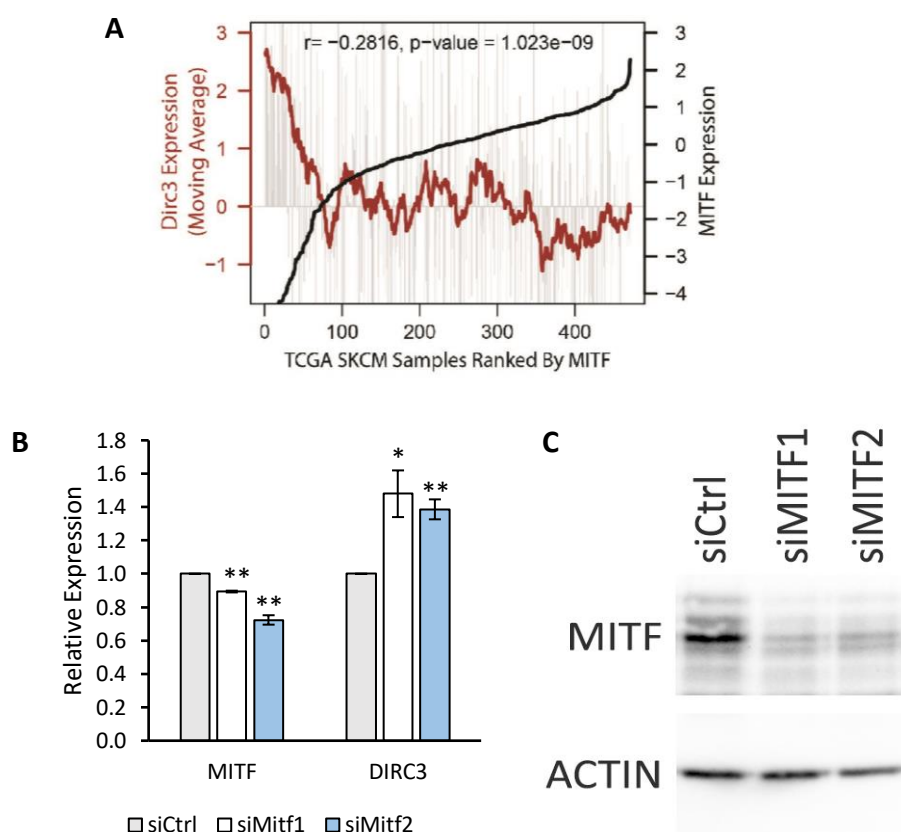 A
r= −0.2816, p-value = 1.023e−09
3
2
1
0
−1
Dirc3 Expression
(Moving Average)
3
2
1
0
−1
−2
−3
−4
MITF Expression
0 100 200 300 400
TCGA SKCM Samples Ranked By MITF
B
Relative Expression
1.8
1.6
1.4
1.2
1.0
0.8
0.6
0.4
0.2
0.0
** ** * **
MITF DIRC3
siCtrl siMitf1 siMitf2
C
siCtrl
siMITF1
siMITF2
MITF
ACTIN